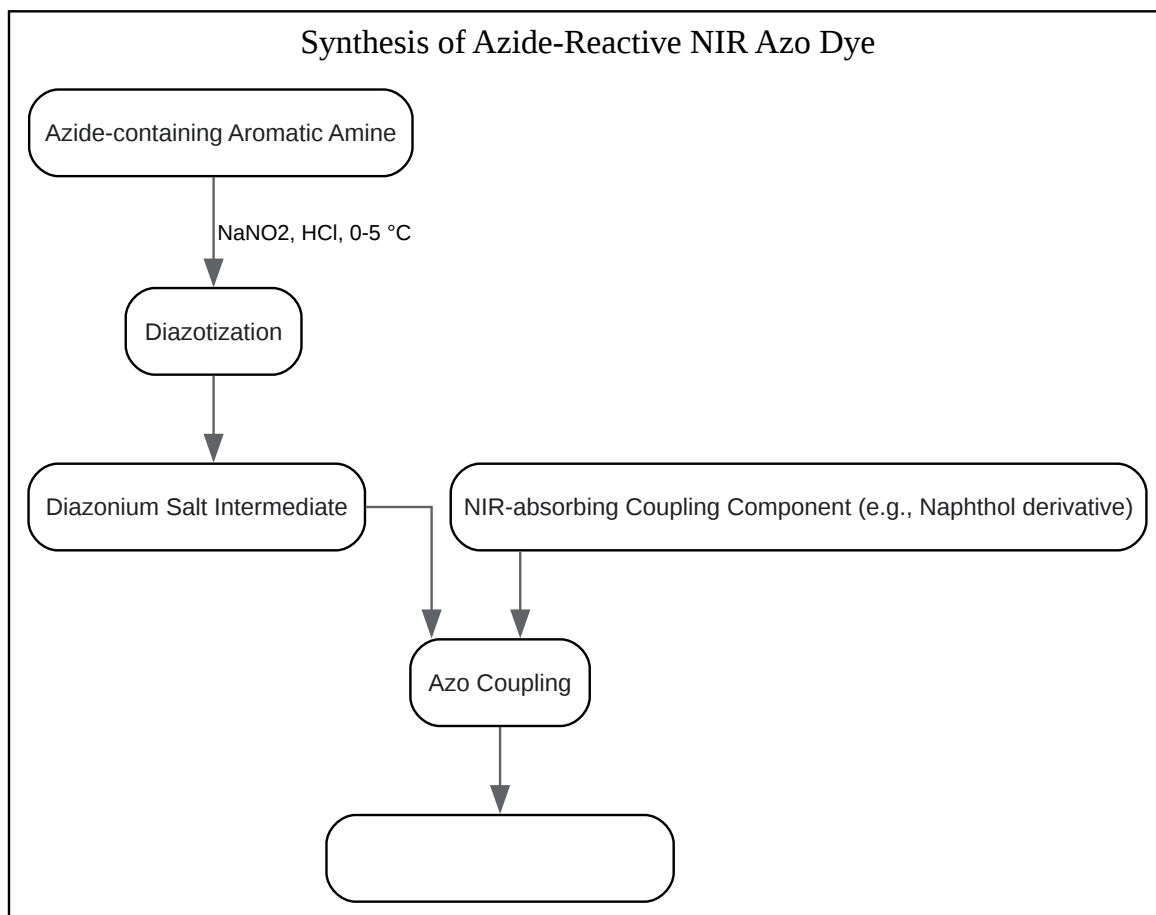 Synthesis of Azide-Reactive NIR Azo Dye
Azide-containing Aromatic Amine
NaNO2, HCl, 0-5 °C
Diazotization
Diazonium Salt Intermediate
NIR-absorbing Coupling Component (e.g., Naphthol derivative)
Azo Coupling